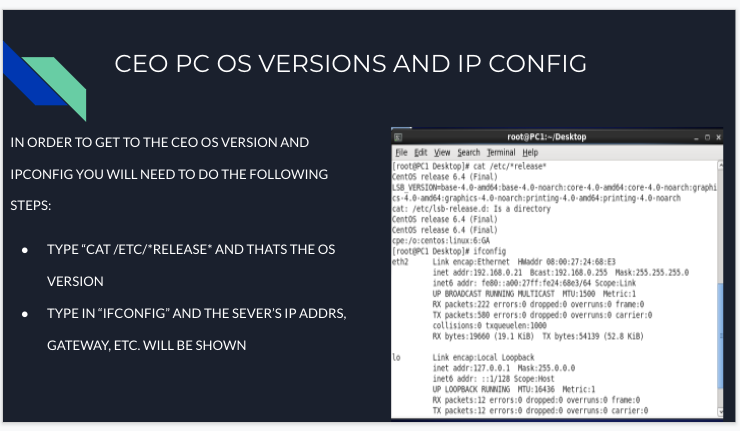 CEO PC OS VERSIONS AND IP CONFIG
IN ORDER TO GET TO THE CEO OS VERSION AND
IPCONFIG YOU WILL NEED TO DO THE FOLLOWING
STEPS:
● TYPE “CAT /ETC/*RELEASE* AND THATS THE OS
VERSION
● TYPE IN “IFCONFIG” AND THE SEVER’S IP ADDRS,
GATEWAY, ETC. WILL BE SHOWN
root@PC1:~/Desktop
File Edit View Search Terminal Help
[root@PC1 Desktop]# cat /etc/*release*
CentOS release 6.4 (Final)
LSB_VERSION=base-4.0-amd64:base-4.0-noarch:core-4.0-amd64:core-4.0-noarch:graphi
cs-4.0-amd64:graphics-4.0-noarch:printing-4.0-amd64:printing-4.0-noarch
cat: /etc/lsb-release.d: Is a directory
CentOS release 6.4 (Final)
CentOS release 6.4 (Final)
cpe:/o:centos:linux:6:GA
[root@PC1 Desktop]# ifconfig
eth2 Link encap:Ethernet HWaddr 08:00:27:24:68:E3
inet addr:192.168.0.21 Bcast:192.168.0.255 Mask:255.255.255.0
inet6 addr: fe80::a00:27ff:fe24:68e3/64 Scope:Link
UP BROADCAST RUNNING MULTICAST MTU:1500 Metric:1
RX packets:222 errors:0 dropped:0 overruns:0 frame:0
TX packets:580 errors:0 dropped:0 overruns:0 carrier:0
collisions:0 txqueuelen:1000
RX bytes:19660 (19.1 KiB) TX bytes:54139 (52.8 KiB)
lo Link encap:Local Loopback
inet addr:127.0.0.1 Mask:255.0.0.0
inet6 addr: ::1/128 Scope:Host
UP LOOPBACK RUNNING MTU:16436 Metric:1
RX packets:12 errors:0 dropped:0 overruns:0 frame:0
TX packets:12 errors:0 dropped:0 overruns:0 carrier:0